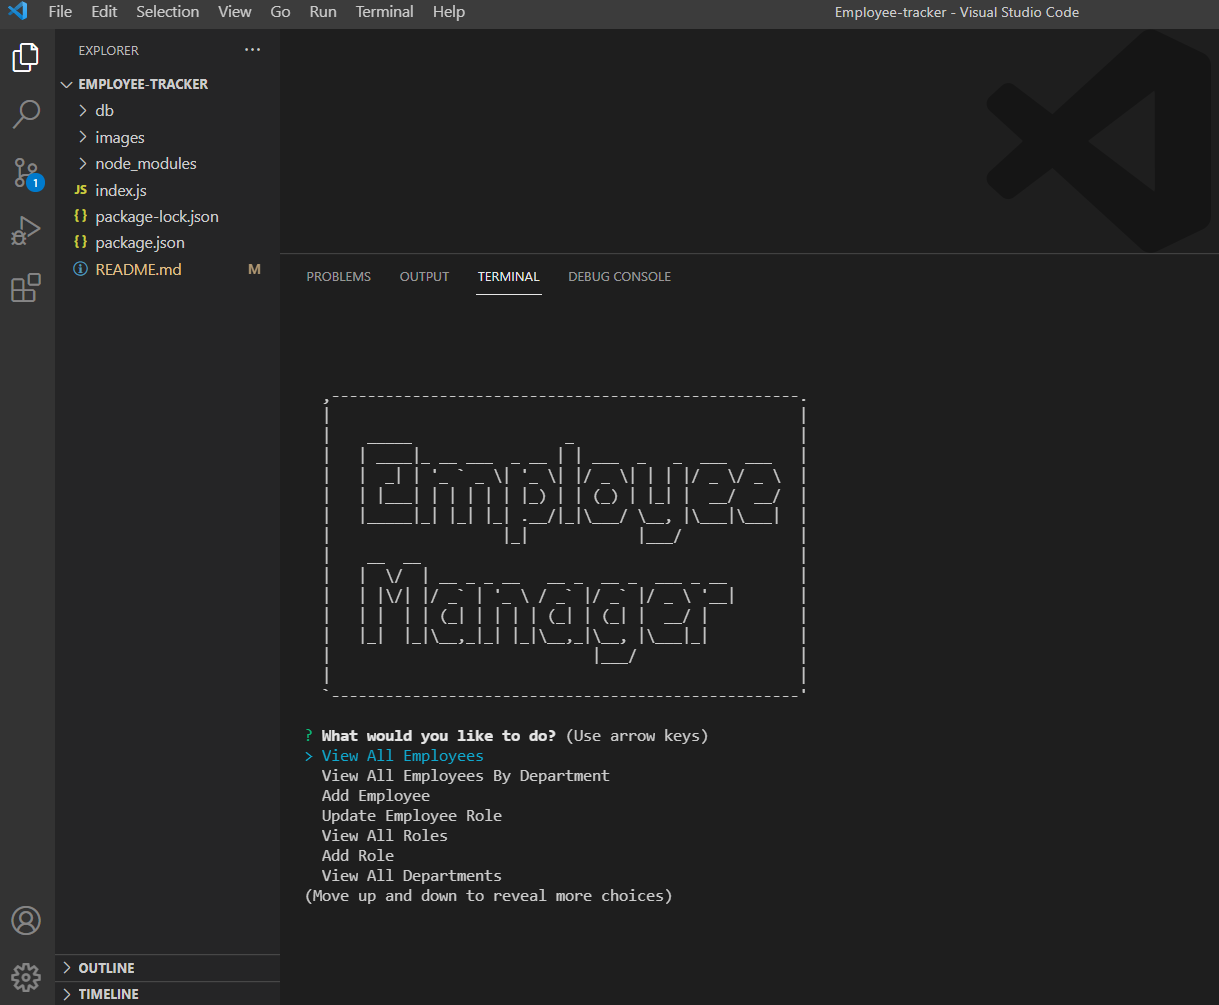 File Edit Selection View Go Run Terminal Help
Employee-tracker - Visual Studio Code
EXPLORER
EMPLOYEE-TRACKER
db
images
node_modules
JS index.js
{} package-lock.json
{} package.json
README.md M
1
OUTLINE
TIMELINE
PROBLEMS OUTPUT TERMINAL DEBUG CONSOLE
Employee
Manager
? What would you like to do? (Use arrow keys)
> View All Employees
View All Employees By Department
Add Employee
Update Employee Role
View All Roles
Add Role
View All Departments
(Move up and down to reveal more choices)